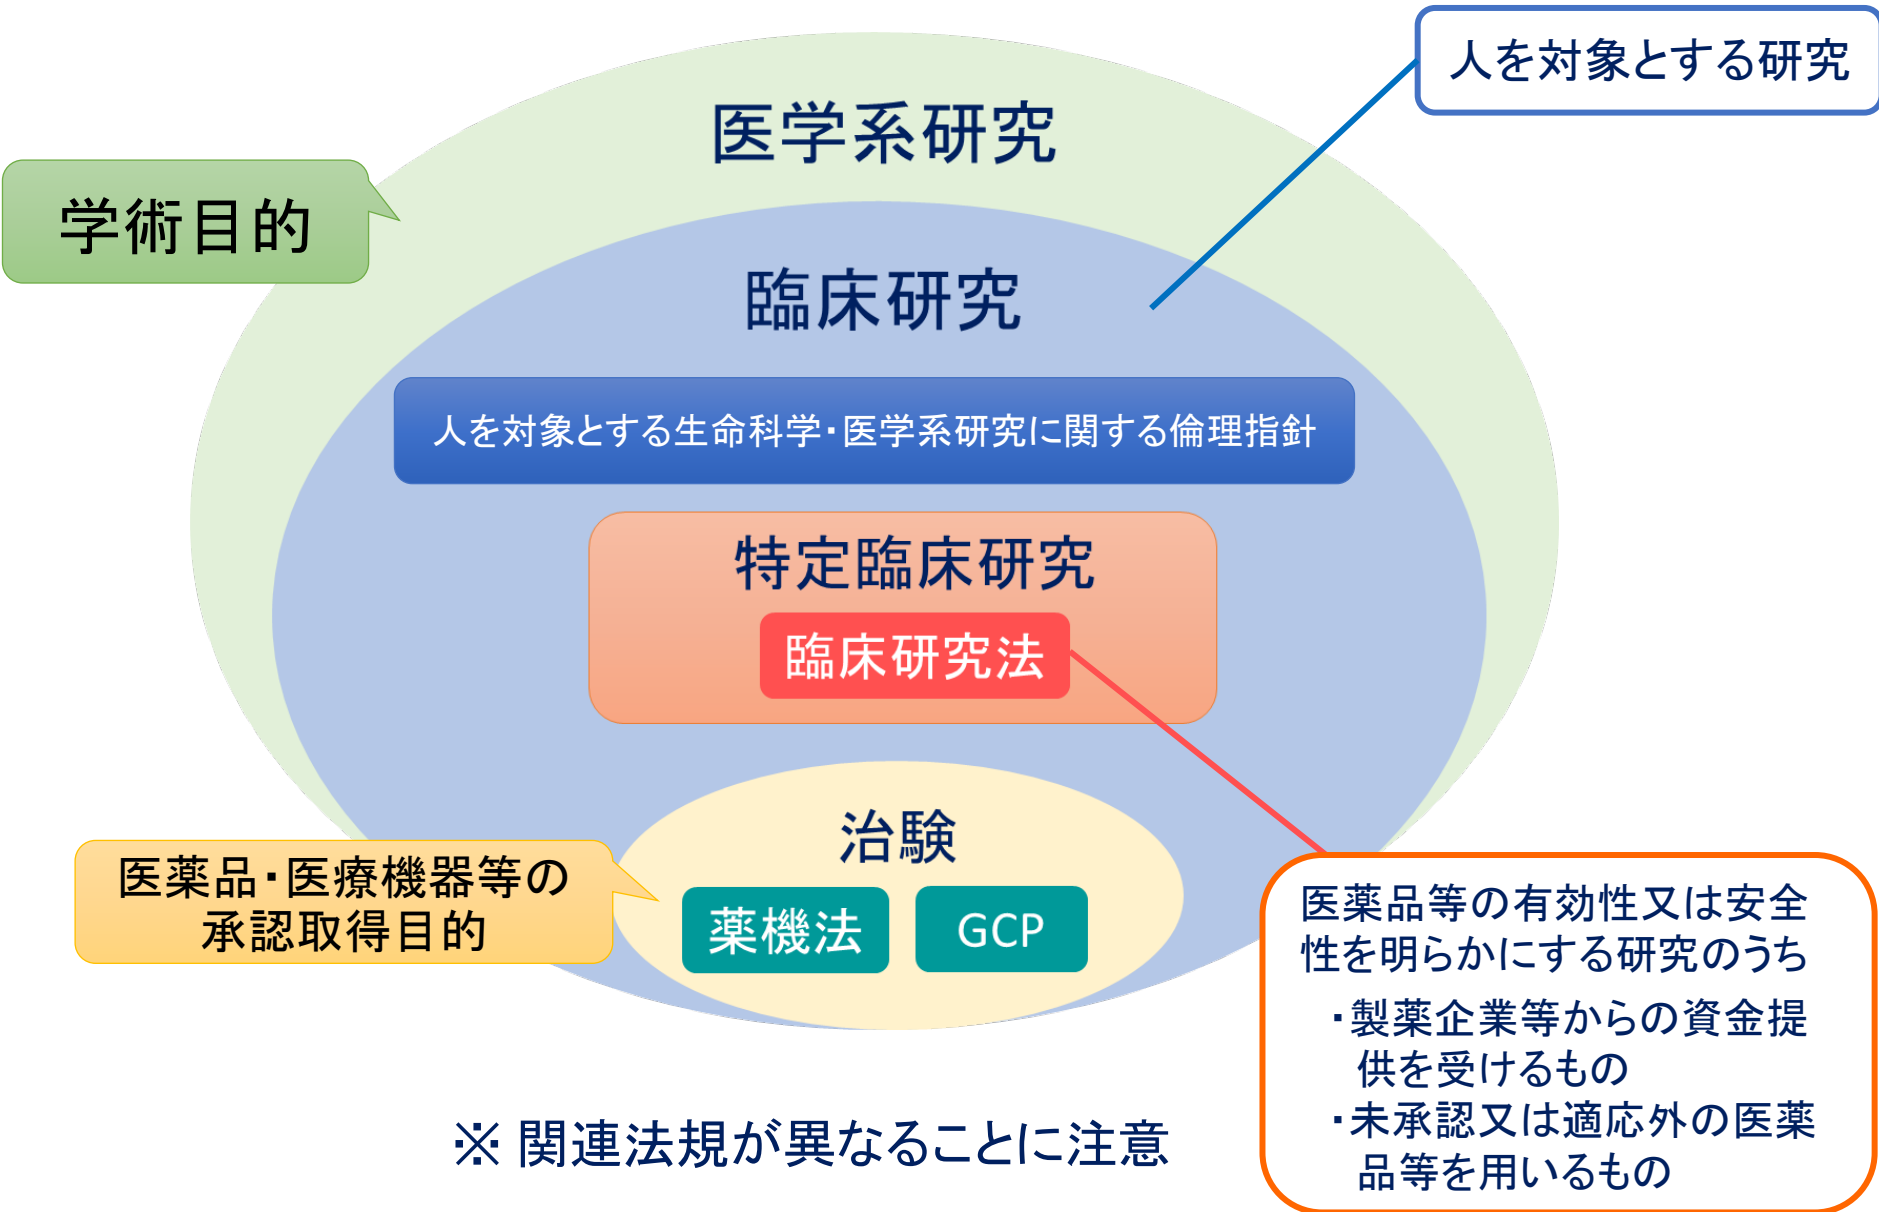 人を対象とする研究
医学系研究
学術目的
臨床研究
人を対象とする生命科学・医学系研究に関する倫理指針
特定臨床研究
臨床研究法
治験
医薬品・医療機器等の
承認取得目的
薬機法
GCP
医薬品等の有効性又は安全
性を明らかにする研究のうち
・製薬企業等からの資金提
供を受けるもの
・未承認又は適応外の医薬
品等を用いるもの
※ 関連法規が異なることに注意